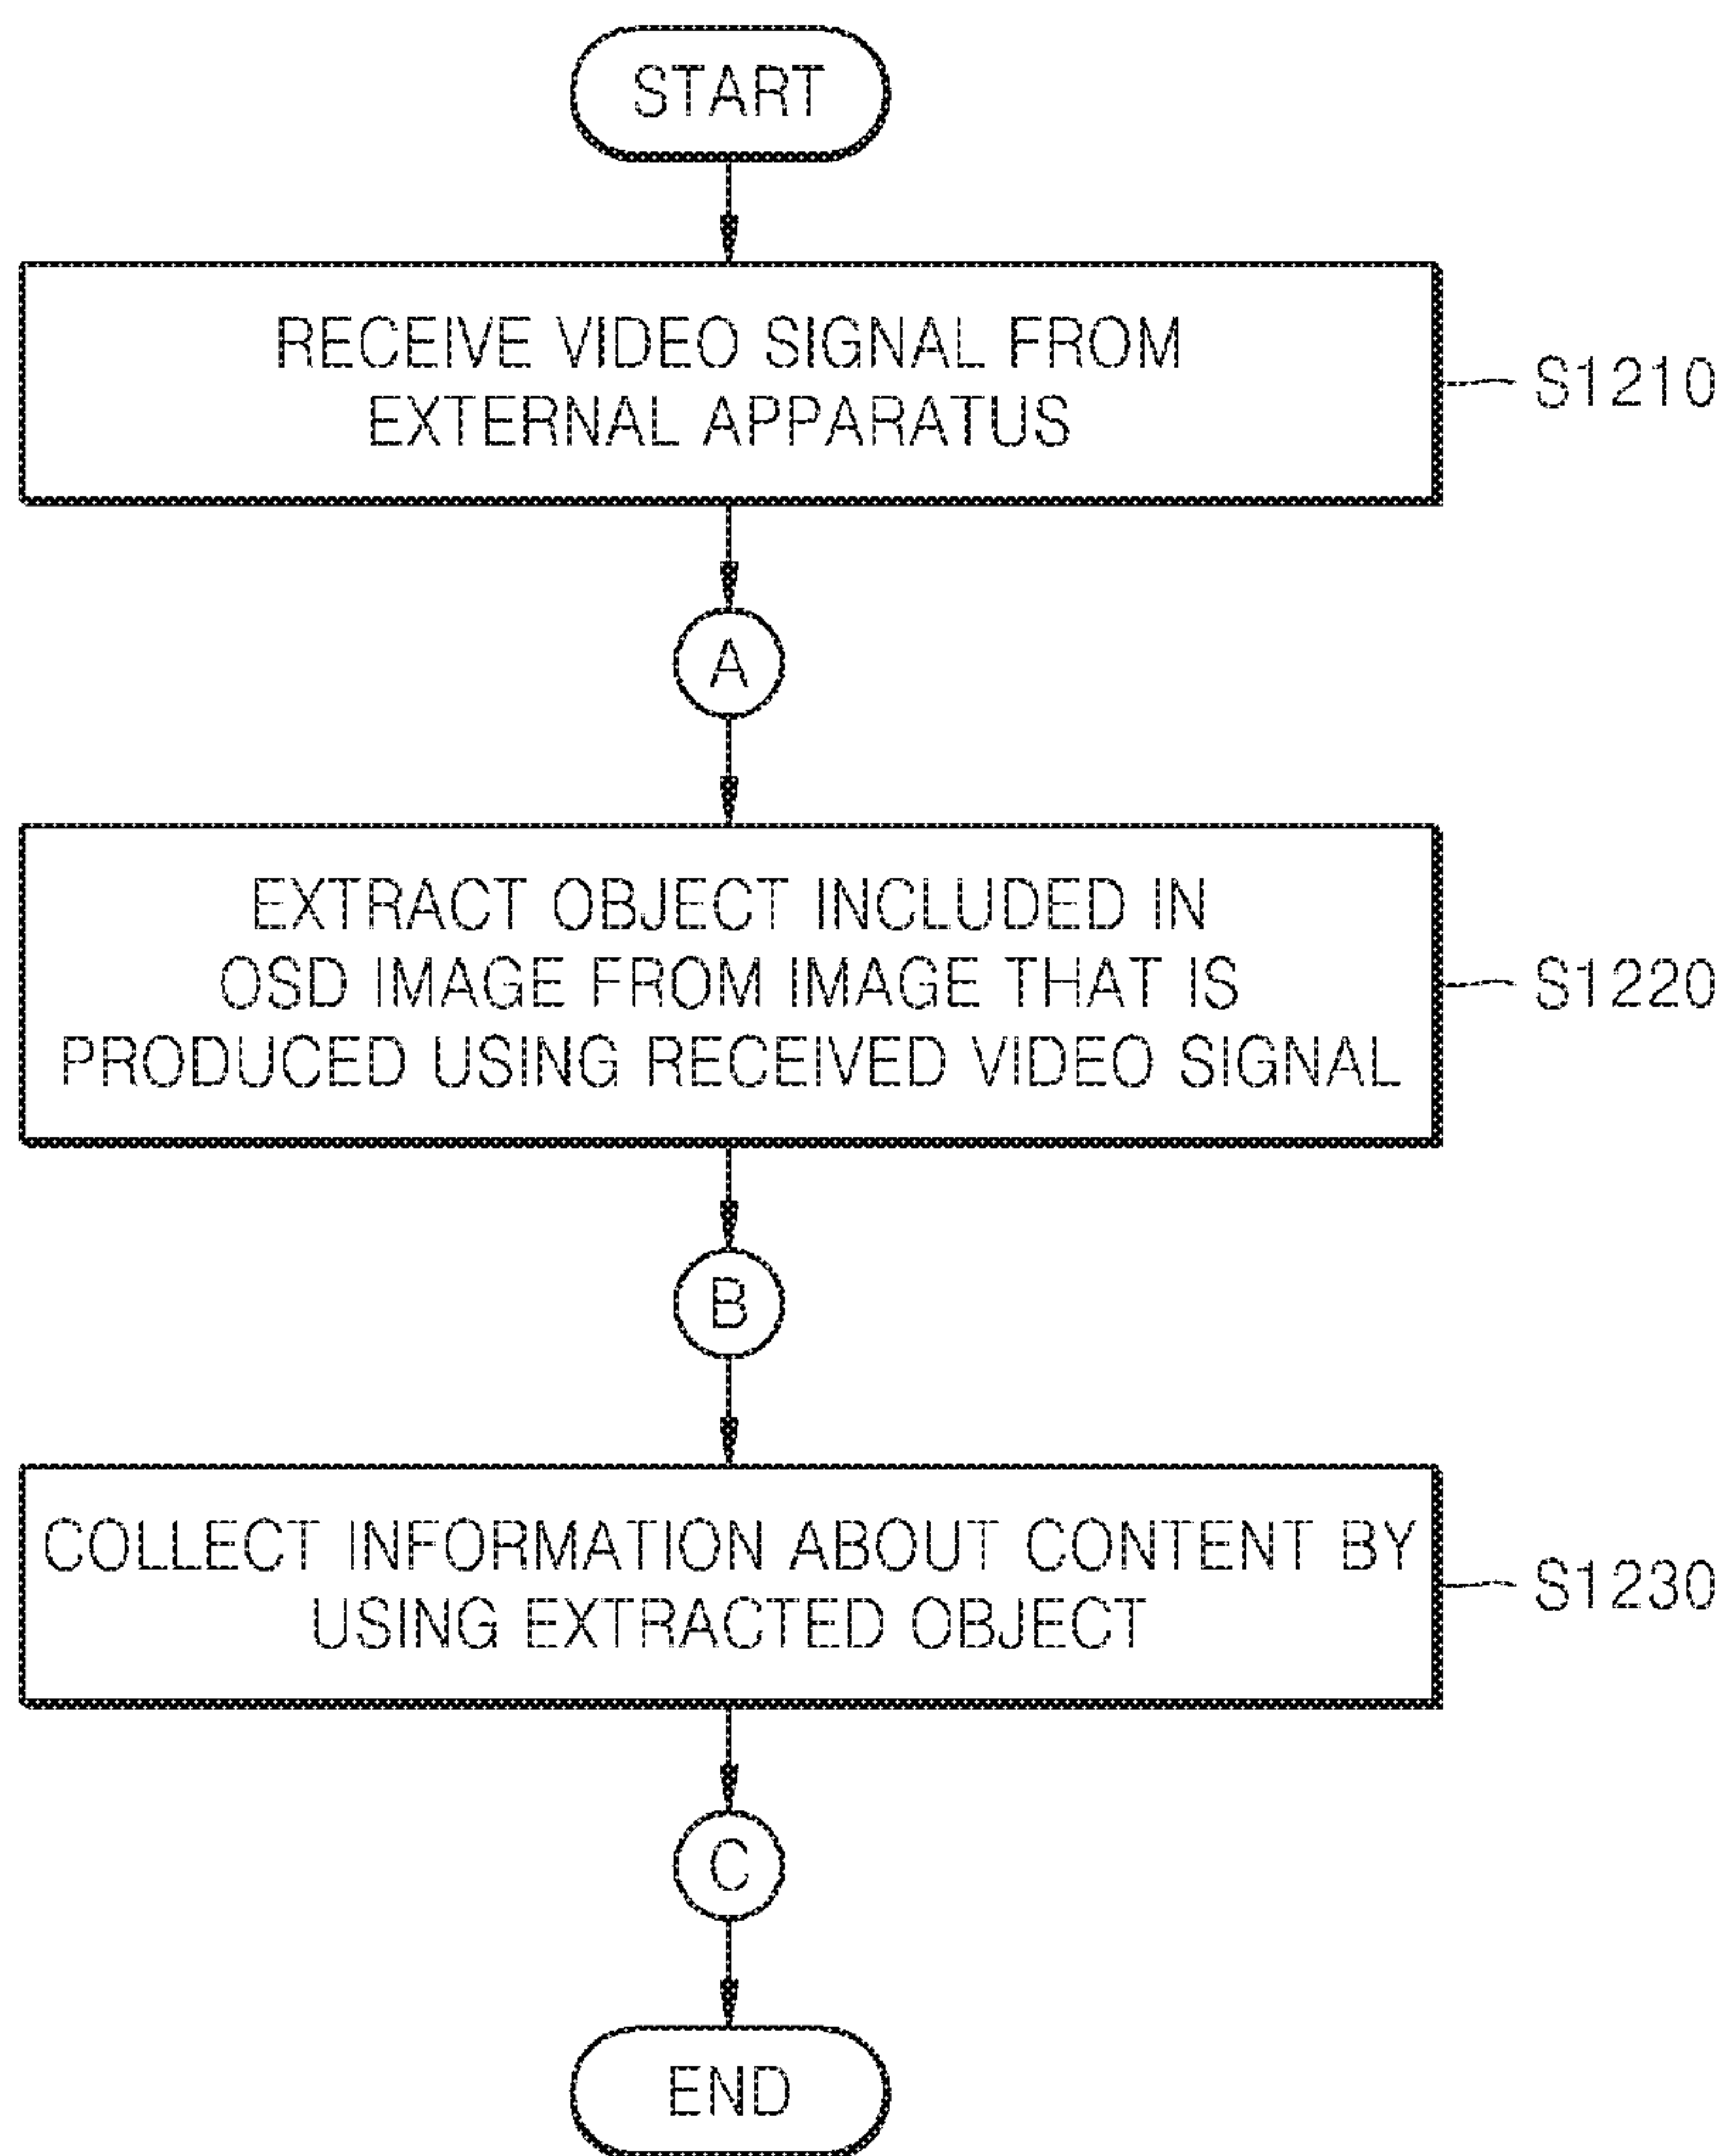 START
RECEIVE VIDEO SIGNAL FROM
EXTERNAL APPARATUS
S1210
A
EXTRACT OBJECT INCLUDED IN
OSD IMAGE FROM IMAGE THAT IS
PRODUCED USING RECEIVED VIDEO SIGNAL
S1220
B
COLLECT INFORMATION ABOUT CONTENT BY
USING EXTRACTED OBJECT
S1230
C
END